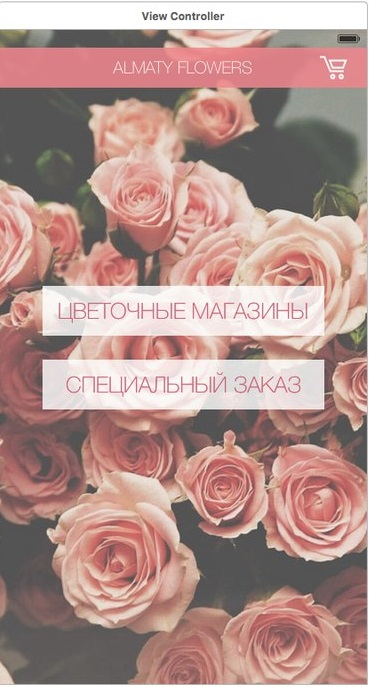 View Controller
ALMATY FLOWERS
ЦВЕТОЧНЫЕ МАГАЗИНЫ
СПЕЦИАЛЬНЫЙ ЗАКАЗ